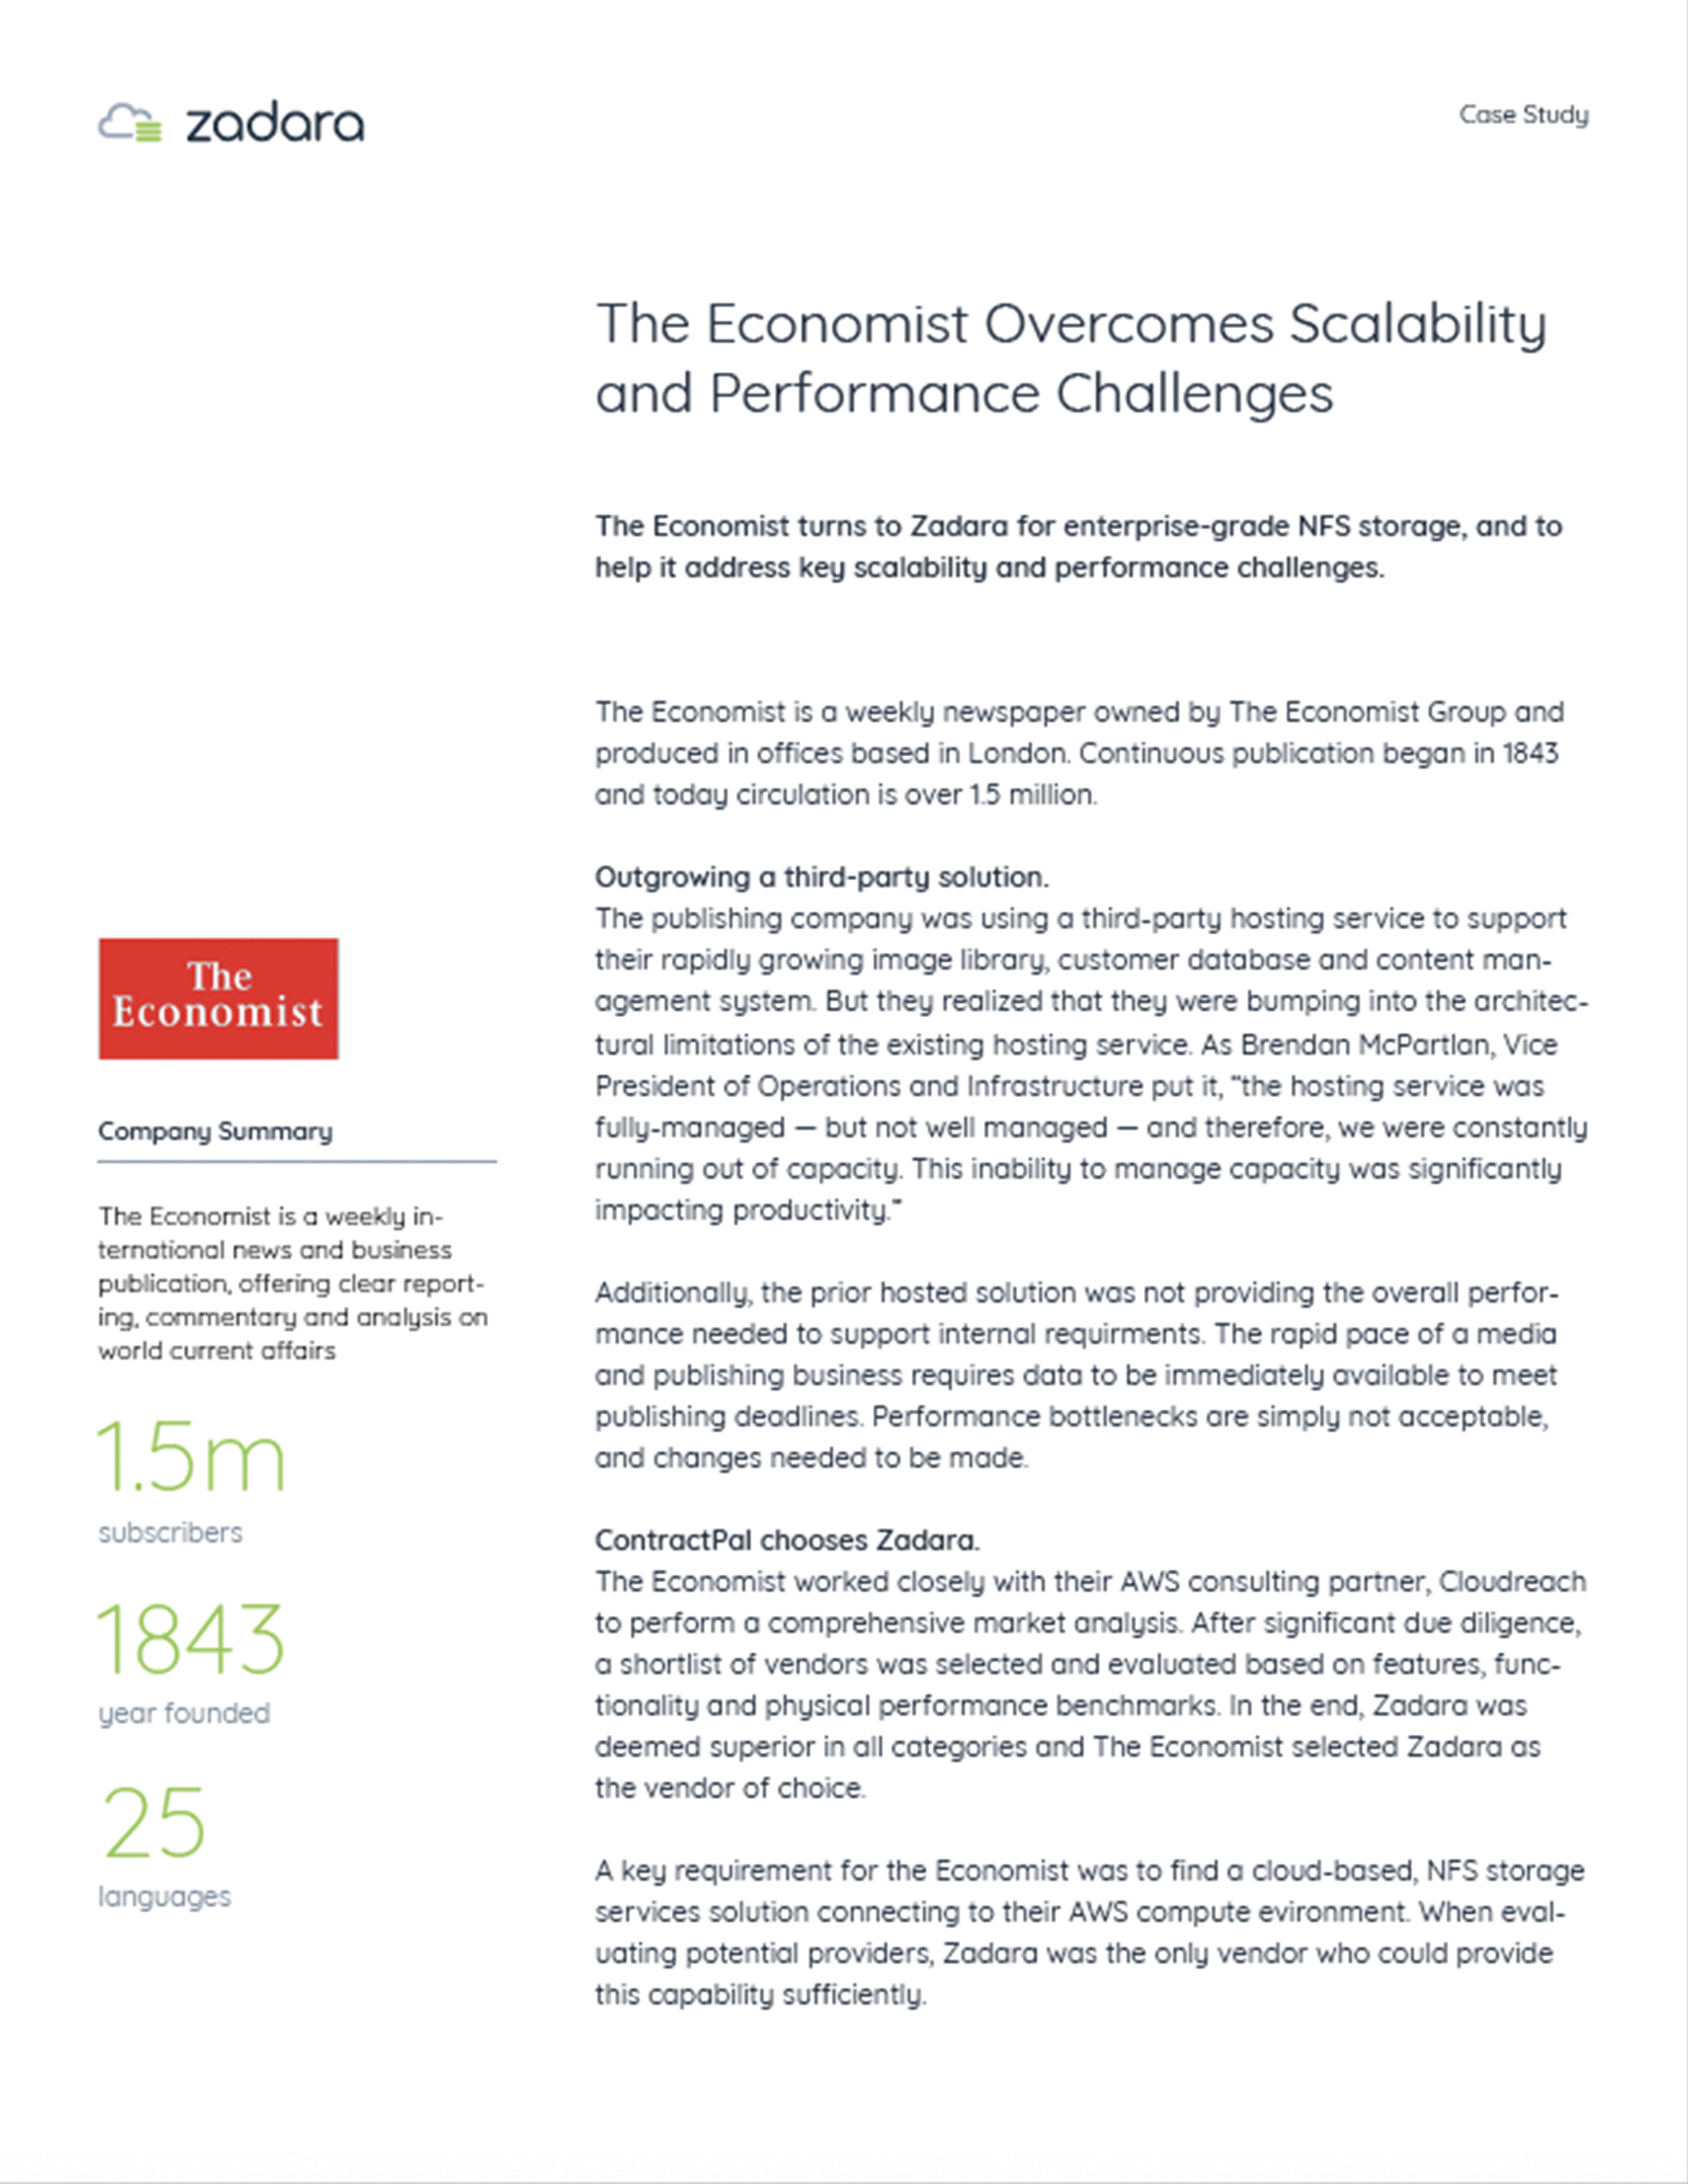 zadara
Case Study
The Economist Overcomes Scalability
and Performance Challenges
The Economist turns to Zadara for enterprise-grade NFS storage, and to
help it address key scalability and performance challenges.
The Economist is a weekly newspaper owned by The Economist Group and
produced in offices based in London. Continuous publication began in 1843
and today circulation is over 1.5 million.
Outgrowing a third-party solution.
The publishing company was using a third-party hosting service to support
their rapidly growing image library, customer database and content man-
agement system. But they realized that they were bumping into the architec-
tural limitations of the existing hosting service. As Brendan McPartlan, Vice
President of Operations and Infrastructure put it, "the hosting service was
fully-managed — but not well managed — and therefore, we were constantly
running out of capacity. This inability to manage capacity was significantly
impacting productivity."
Additionally, the prior hosted solution was not providing the overall perfor-
mance needed to support internal requirments. The rapid pace of a media
and publishing business requires data to be immediately available to meet
publishing deadlines. Performance bottlenecks are simply not acceptable,
and changes needed to be made.
ContractPal chooses Zadara.
The Economist worked closely with their AWS consulting partner, Cloudreach
to perform a comprehensive market analysis. After significant due diligence,
a shortlist of vendors was selected and evaluated based on features, func-
tionality and physical performance benchmarks. In the end, Zadara was
deemed superior in all categories and The Economist selected Zadara as
the vendor of choice.
A key requirement for the Economist was to find a cloud-based, NFS storage
services solution connecting to their AWS compute evironment. When eval-
uating potential providers, Zadara was the only vendor who could provide
this capability sufficiently.
The
Economist
Company Summary
The Economist is a weekly in-
ternational news and business
publication, offering clear report-
ing, commentary and analysis on
world current affairs
1.5m
subscribers
1843
year founded
25
languages